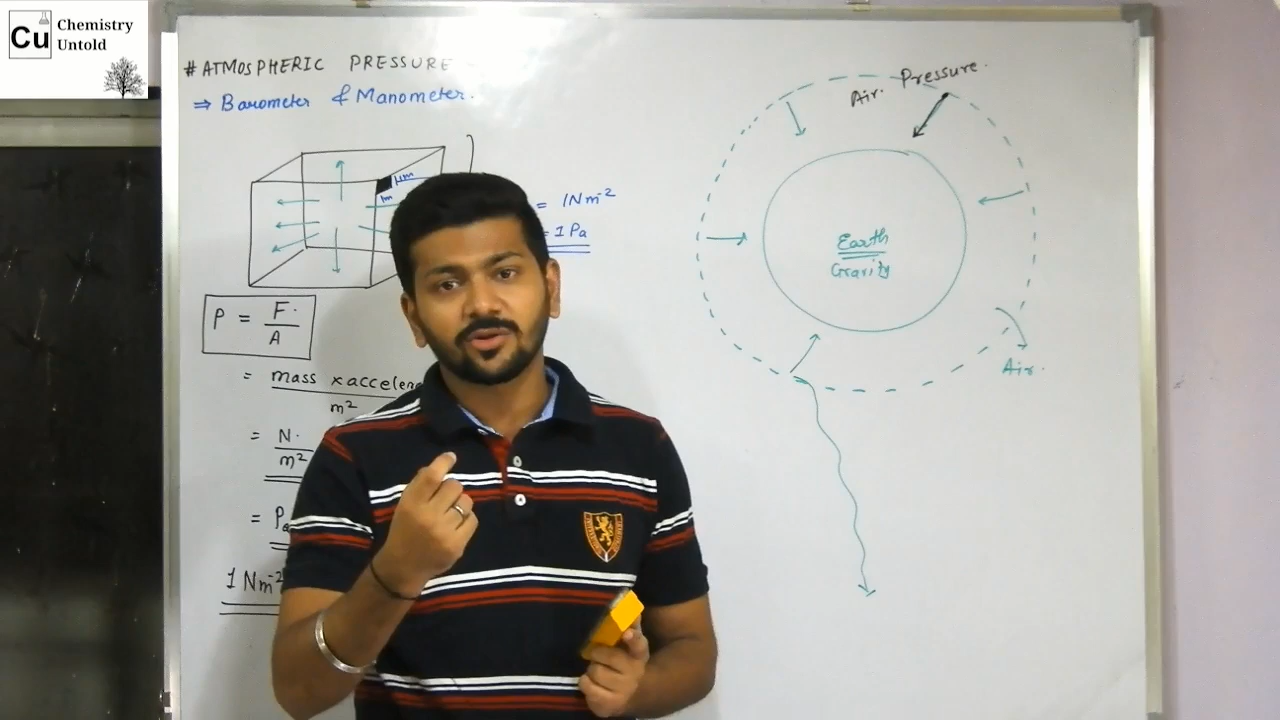 Cu Chemistry
Untold
# ATMOSPHERIC PRESSURE
⇒ Barometer & Manometer.
1m
1m
= 1Nm⁻²
= 1 Pa
P = F/A
= mass x acceler
m²
= N
m²
= Pa
1 Nm⁻²
Air Pressure.
Earth
Gravity
Air.